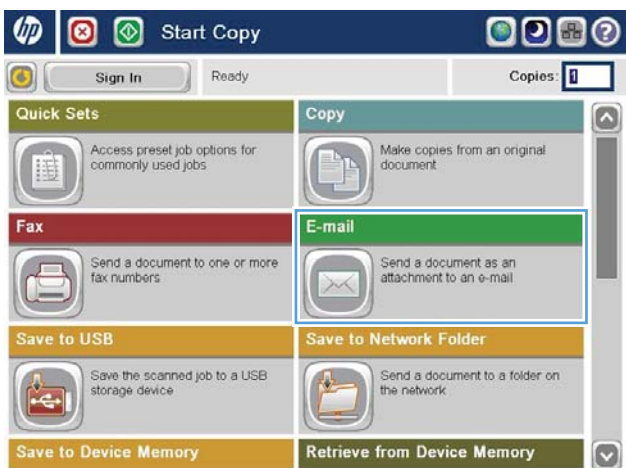 hp
Start Copy
?
Sign In
Ready
Copies: 1
Quick Sets
Access preset job options for
commonly used jobs
Copy
Make copies from an original
document
Fax
Send a document to one or more
fax numbers
E-mail
Send a document as an
attachment to an e-mail
Save to USB
Save the scanned job to a USB
storage device
Save to Network Folder
Send a document to a folder on
the network
Save to Device Memory
Retrieve from Device Memory